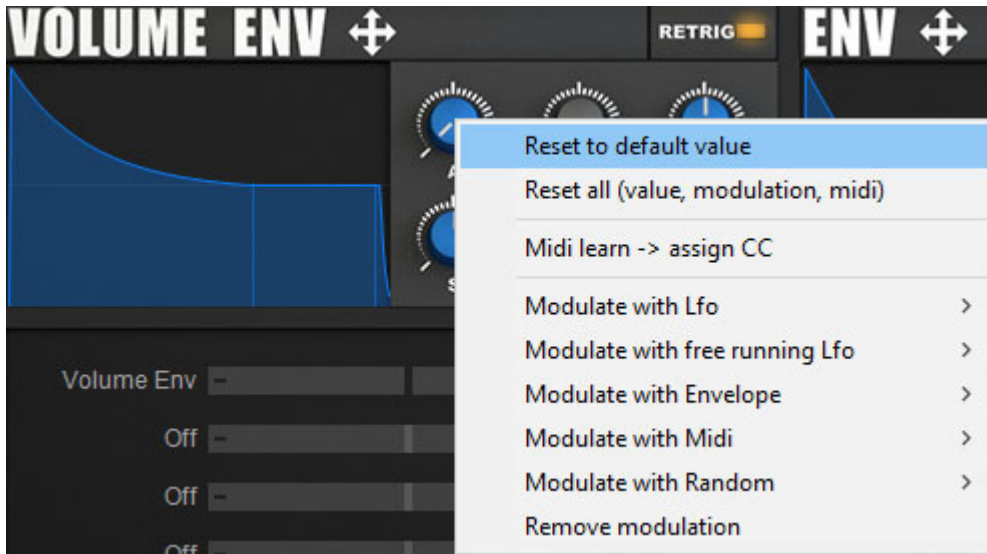 VOLUME ENV
RETRIG
ENV
Reset to default value
Reset all (value, modulation, midi)
Midi learn -> assign CC
Modulate with Lfo
Modulate with free running Lfo
Modulate with Envelope
Modulate with Midi
Modulate with Random
Remove modulation
Volume Env -
Off -
Off -
Off